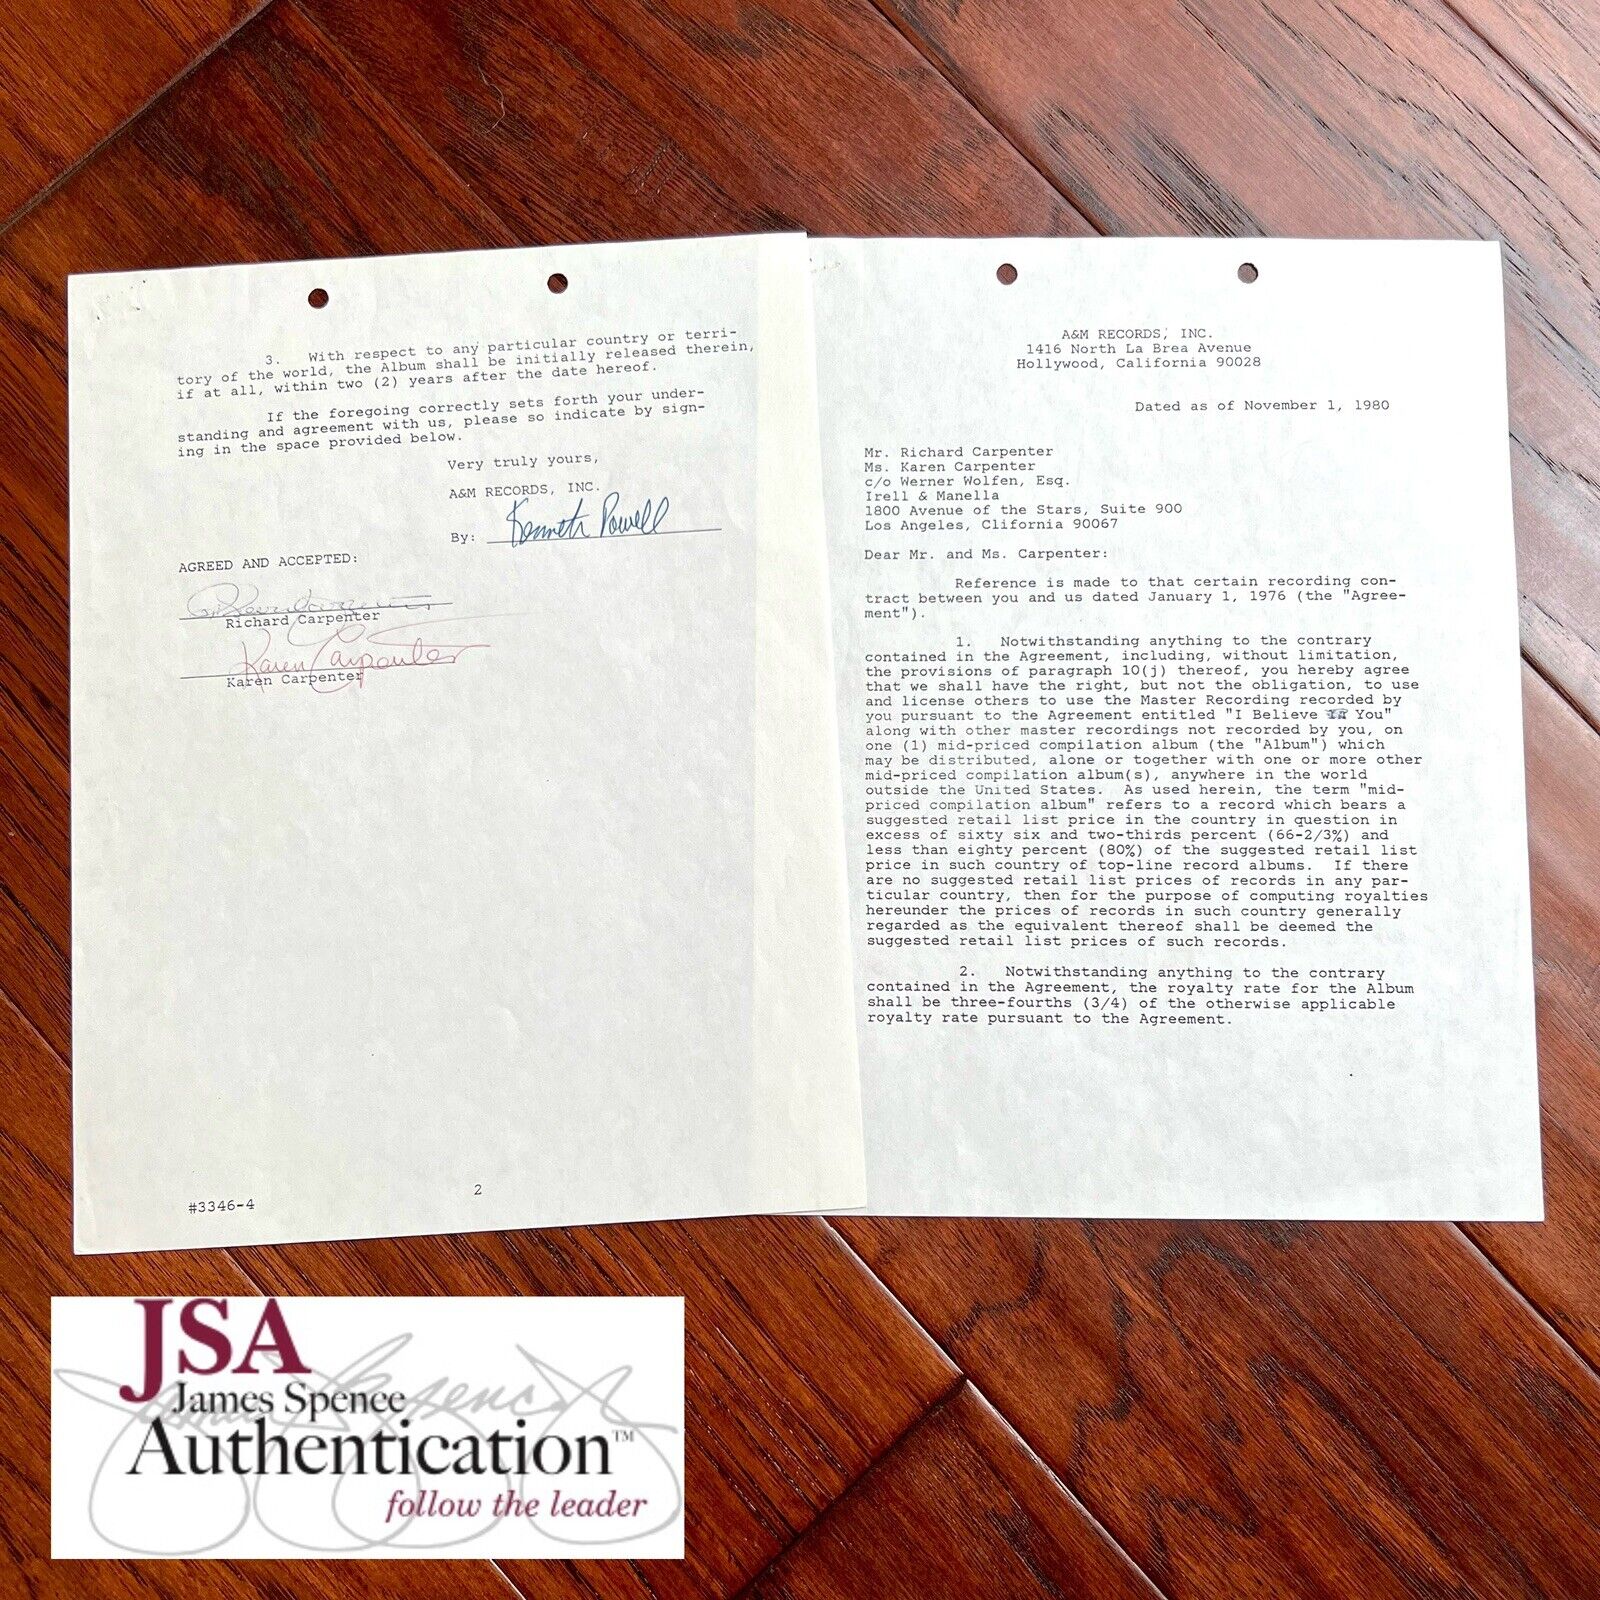 A&M RECORDS, INC.
1416 North La Brea Avenue
Hollywood, California 90028
Dated as of November 1, 1980
Mr. Richard Carpenter
Ms. Karen Carpenter
c/o Werner Wolfen, Esq.
Irell & Manella
1800 Avenue of the Stars, Suite 900
Los Angeles, Clifornia 90067
Dear Mr. and Ms. Carpenter:
Reference is made to that certain recording con-
tract between you and us dated January 1, 1976 (the "Agree-
ment").
1. Notwithstanding anything to the contrary
contained in the Agreement, including, without limitation,
the provisions of paragraph 10(j) thereof, you hereby agree
that we shall have the right, but not the obligation, to use
and license others to use the Master Recording recorded by
you pursuant to the Agreement entitled "I Believe You"
along with other master recordings not recorded by you, on
one (1) mid-priced compilation album (the "Album") which
may be distributed, alone or together with one or more other
mid-priced compilation album(s), anywhere in the world
outside the United States. As used herein, the term "mid-
priced compilation album" refers to a record which bears a
suggested retail list price in the country in question in
excess of sixty six and two-thirds percent (66-2/3%) and
less than eighty percent (80%) of the suggested retail list
price in such country of top-line record albums. If there
are no suggested retail list prices of records in any par-
ticular country, then for the purpose of computing royalties
hereunder the prices of records in such country generally
regarded as the equivalent thereof shall be deemed the
suggested retail list prices of such records.
2. Notwithstanding anything to the contrary
contained in the Agreement, the royalty rate for the Album
shall be three-fourths (3/4) of the otherwise applicable
royalty rate pursuant to the Agreement.
3. With respect to any particular country or terri-
tory of the world, the Album shall be initially released therein,
if at all, within two (2) years after the date hereof.
If the foregoing correctly sets forth your under-
standing and agreement with us, please so indicate by sign-
ing in the space provided below.
Very truly yours,
A&M RECORDS, INC.
By: Kenneth Powell
AGREED AND ACCEPTED:
Richard Carpenter
Karen Carpenter
Karen Carpenter
2
#3346-4
JSA
James Spence
Authentication™
follow the leader